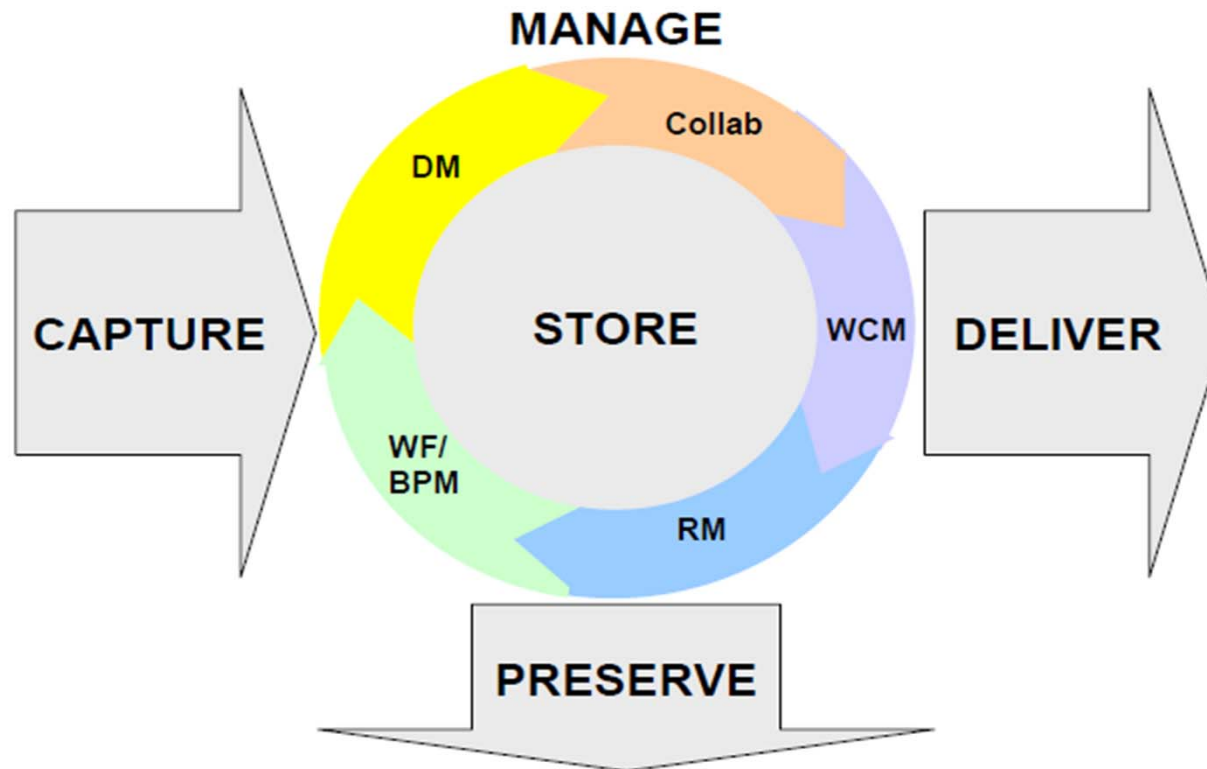 MANAGE
Collab
DM
CAPTURE
STORE
WCM
DELIVER
WF/
BPM
RM
PRESERVE